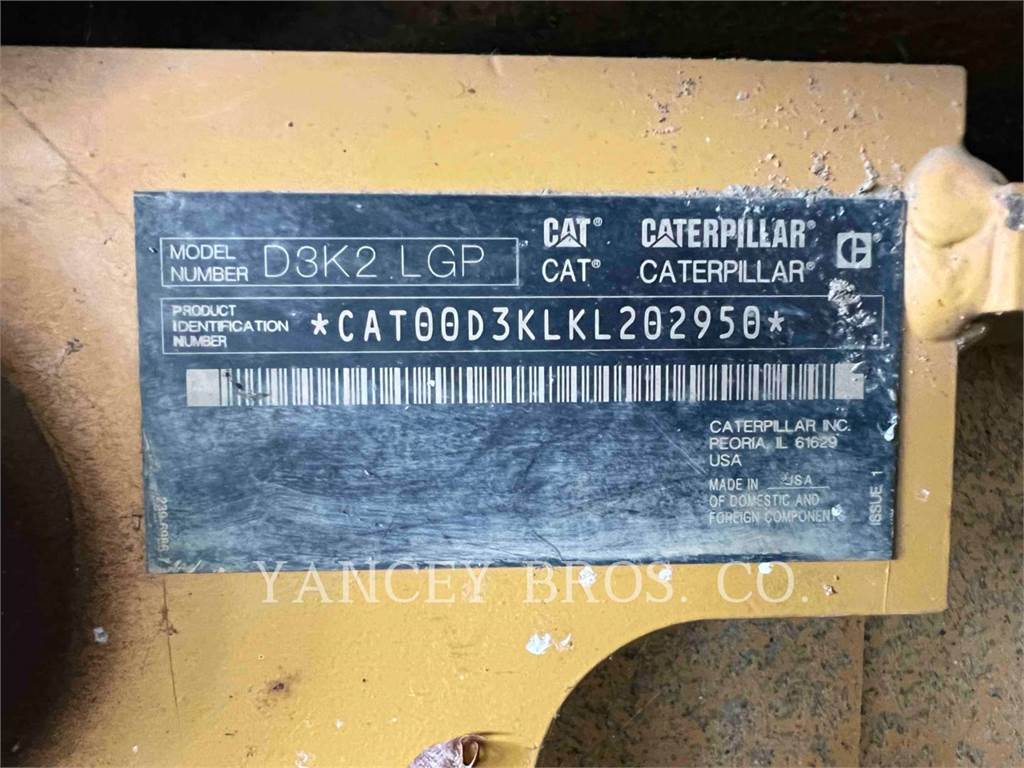 MODEL
NUMBER
D3K2 LGP
CAT® CATERPILLAR®
CAT® CATERPILLAR®
PRODUCT
IDENTIFICATION
NUMBER
*CAT00D3KLKL202950*
CATERPILLAR INC.
PEORIA, IL 61629
USA
MADE IN USA
OF DOMESTIC AND
FOREIGN COMPONENTS
ISSUE 1
YANCEY BROS. CO.